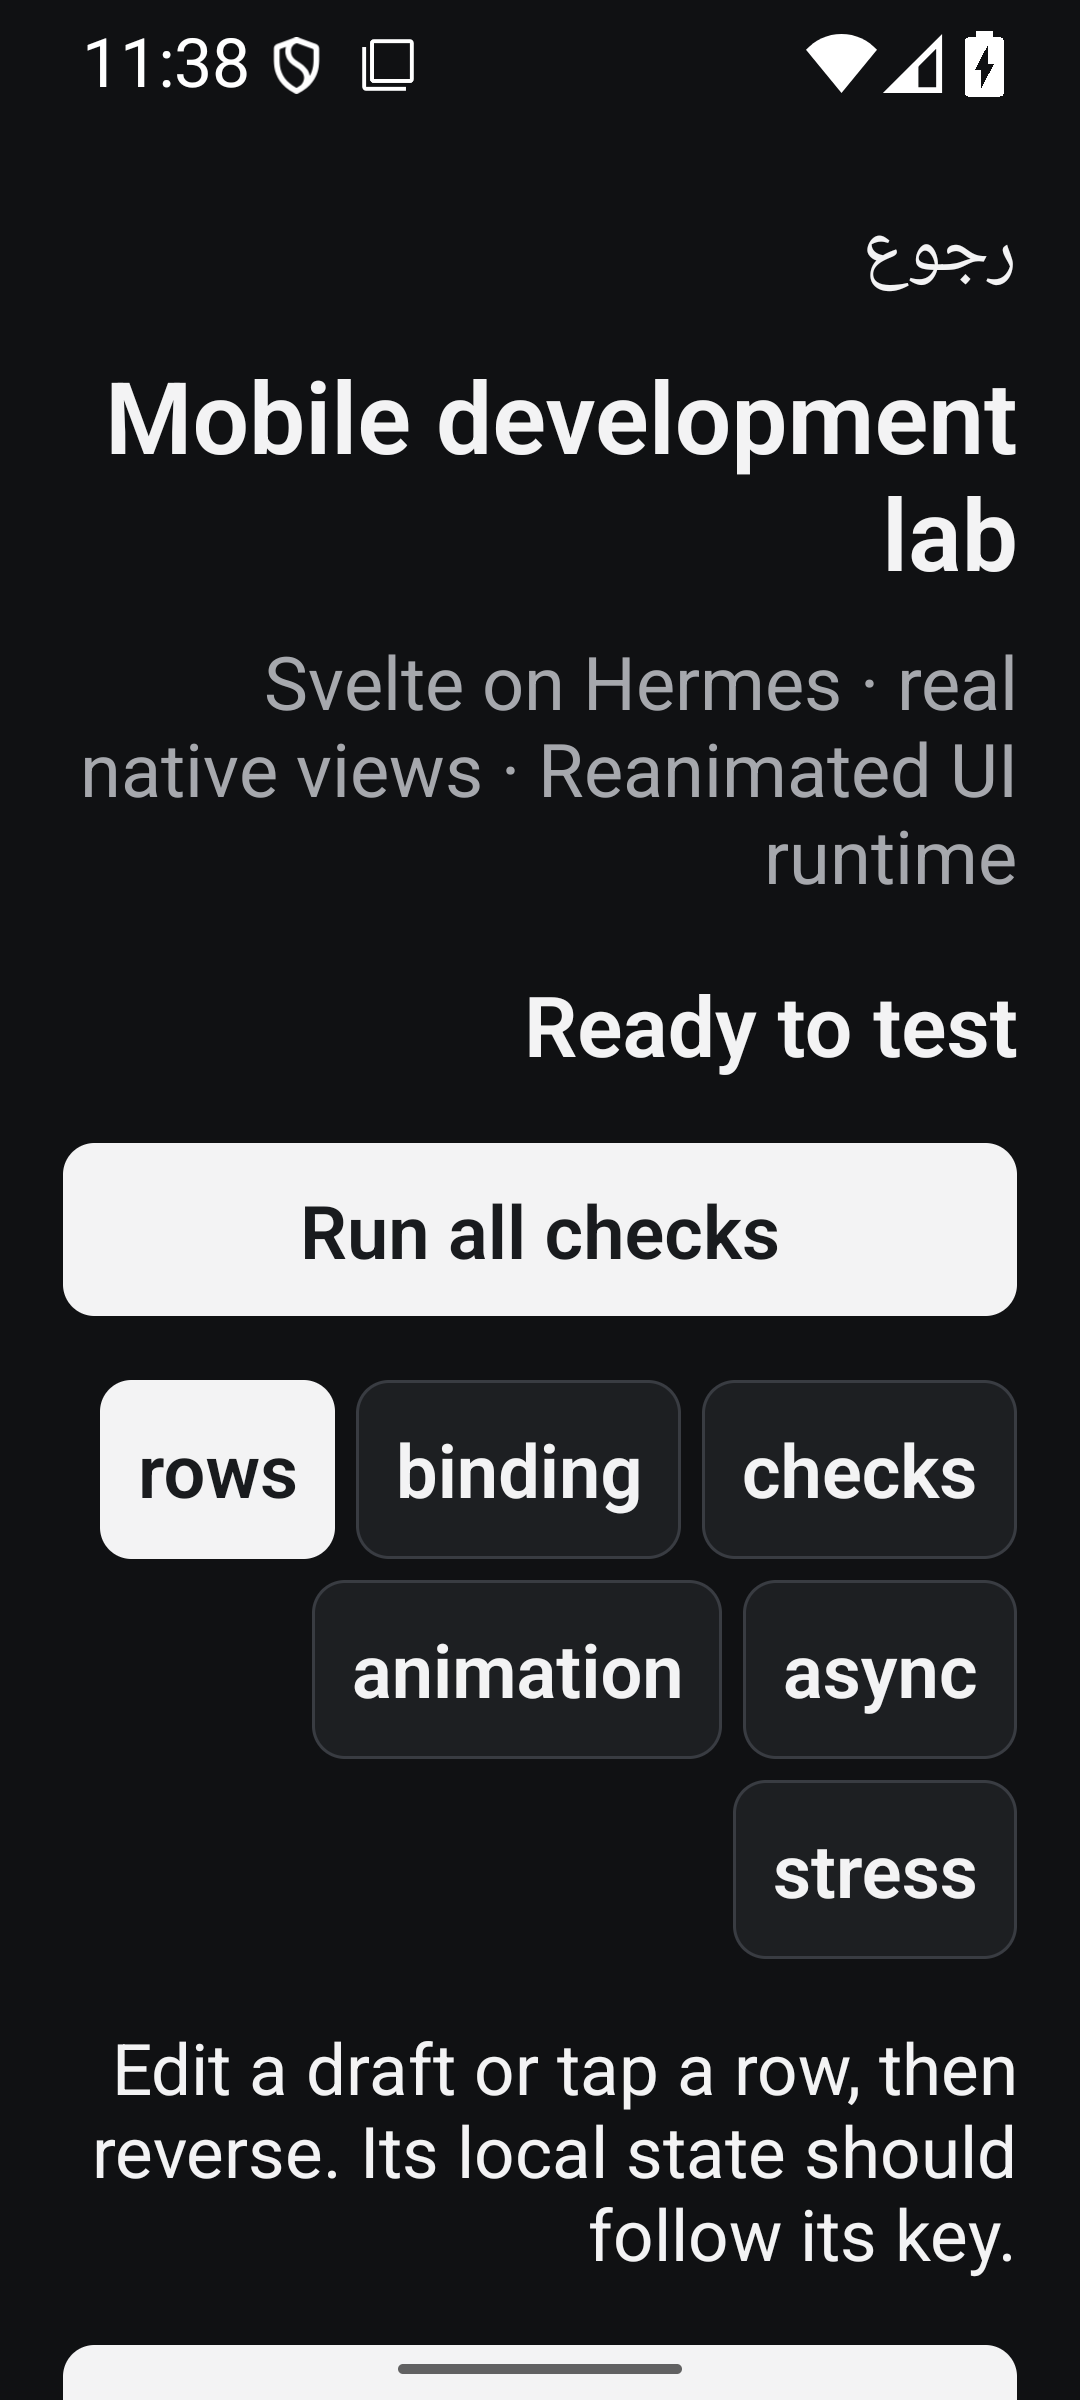 11:38
رجوع
Mobile development
lab
Svelte on Hermes · real
native views · Reanimated UI
runtime
Ready to test
Run all checks
checks binding rows
async animation
stress
Edit a draft or tap a row, then
reverse. Its local state should
follow its key.